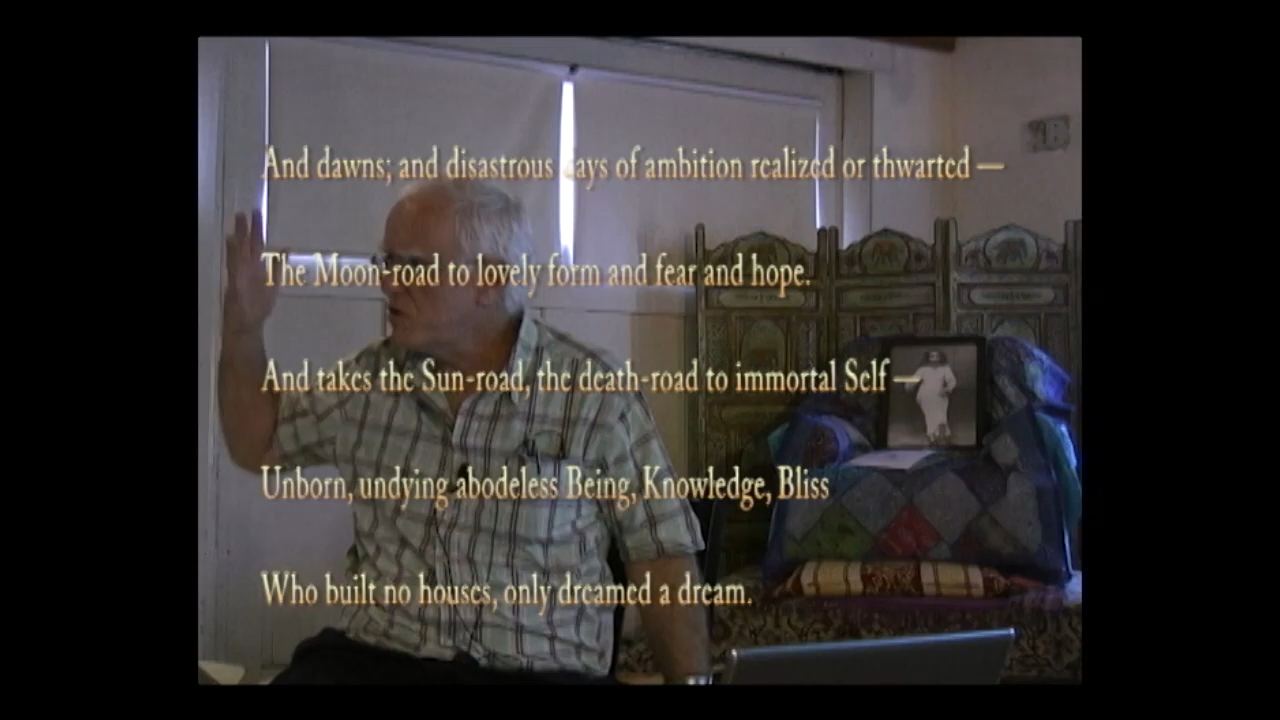 And dawns; and disastrous days of ambition realized or thwarted —
The Moon-road to lovely form and fear and hope.
And takes the Sun-road, the death-road to immortal Self —
Unborn, undying abodeless Being, Knowledge, Bliss
Who built no houses, only dreamed a dream.